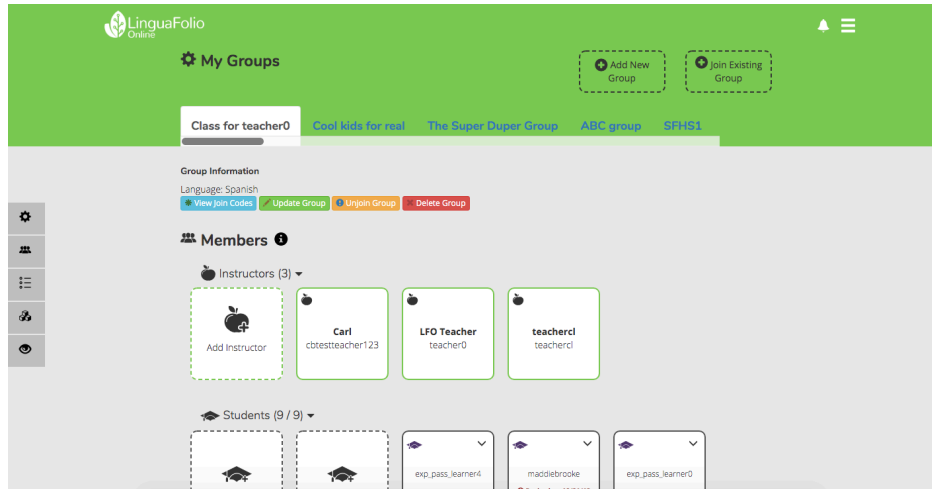 LinguaFolio
Online
My Groups
Add New
Group
Join Existing
Group
Class for teacher0
Cool kids for real
The Super Duper Group
ABC group
SFHS1
Group Information
Language: Spanish
View Join Codes
Update Group
Unjoin Group
Delete Group
Members
Instructors (3)
Add Instructor
Carl
cbtestteacher123
LFO Teacher
teacher0
teachercl
teachercl
Students (9 / 9)
exp_pass_learner4
maddiebrooke
exp_pass_learner0